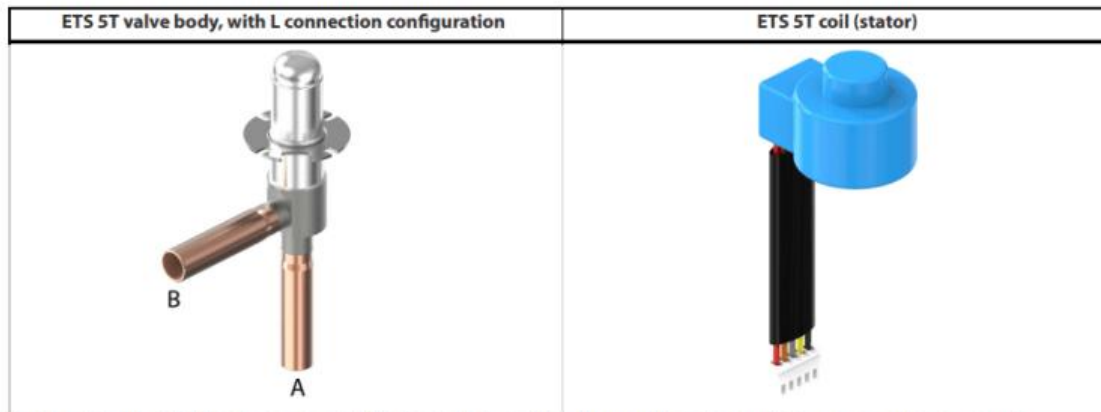 ETS 5T valve body, with L connection configuration
ETS 5T coil (stator)
B
A